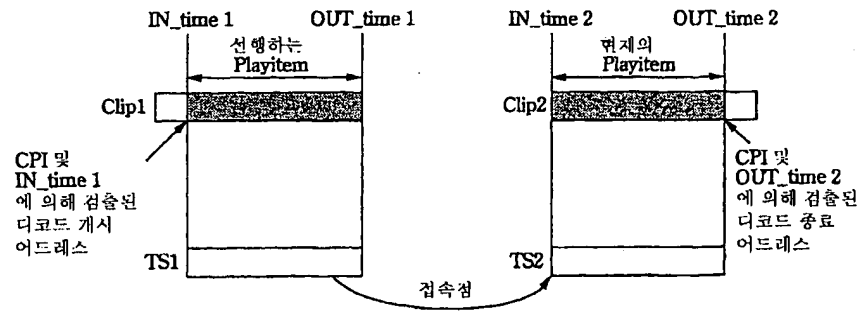 IN_time 1
OUT_time 1
IN_time 2
OUT_time 2
선행하는
Playitem
현재의
Playitem
Clip1
Clip2
CPI 및
IN_time 1
에 의해 검출된
디코드 개시
어드레스
CPI 및
OUT_time 2
에 의해 검출된
디코드 종료
어드레스
TS1
TS2
접속점